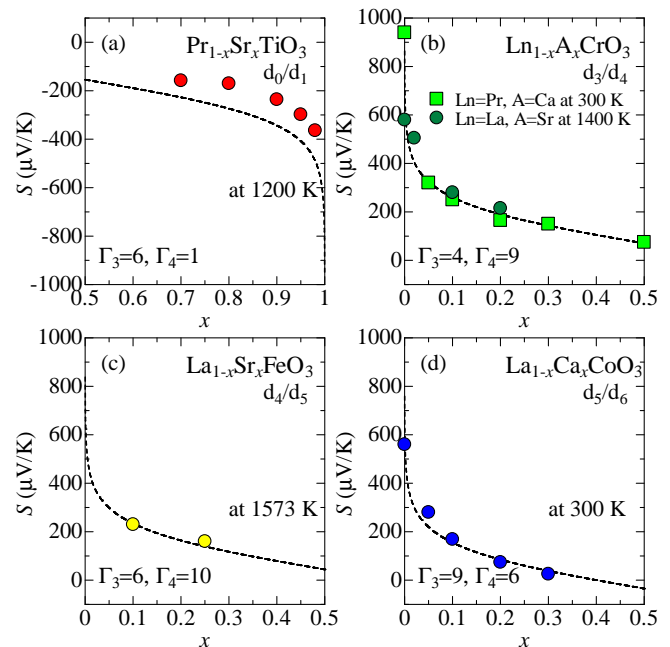 (a) Pr1-xSrxTiO3
d0/d1
S (μV/K)
0
-200
-400
-600
-800
-1000
at 1200 K
Γ3=6, Γ4=1
0.5 0.6 0.7 0.8 0.9 1
x
(b) Ln1-xAxCrO3
d3/d4
Ln=Pr, A=Ca at 300 K
Ln=La, A=Sr at 1400 K
S (μV/K)
1000
800
600
400
200
0
Γ3=4, Γ4=9
0 0.1 0.2 0.3 0.4 0.5
x
(c) La1-xSrxFeO3
d4/d5
S (μV/K)
800
600
400
200
0
at 1573 K
Γ3=6, Γ4=10
0 0.1 0.2 0.3 0.4 0.5
x
(d) La1-xCaxCoO3
d5/d6
S (μV/K)
800
600
400
200
0
at 300 K
Γ3=9, Γ4=6
0 0.1 0.2 0.3 0.4 0.5
x